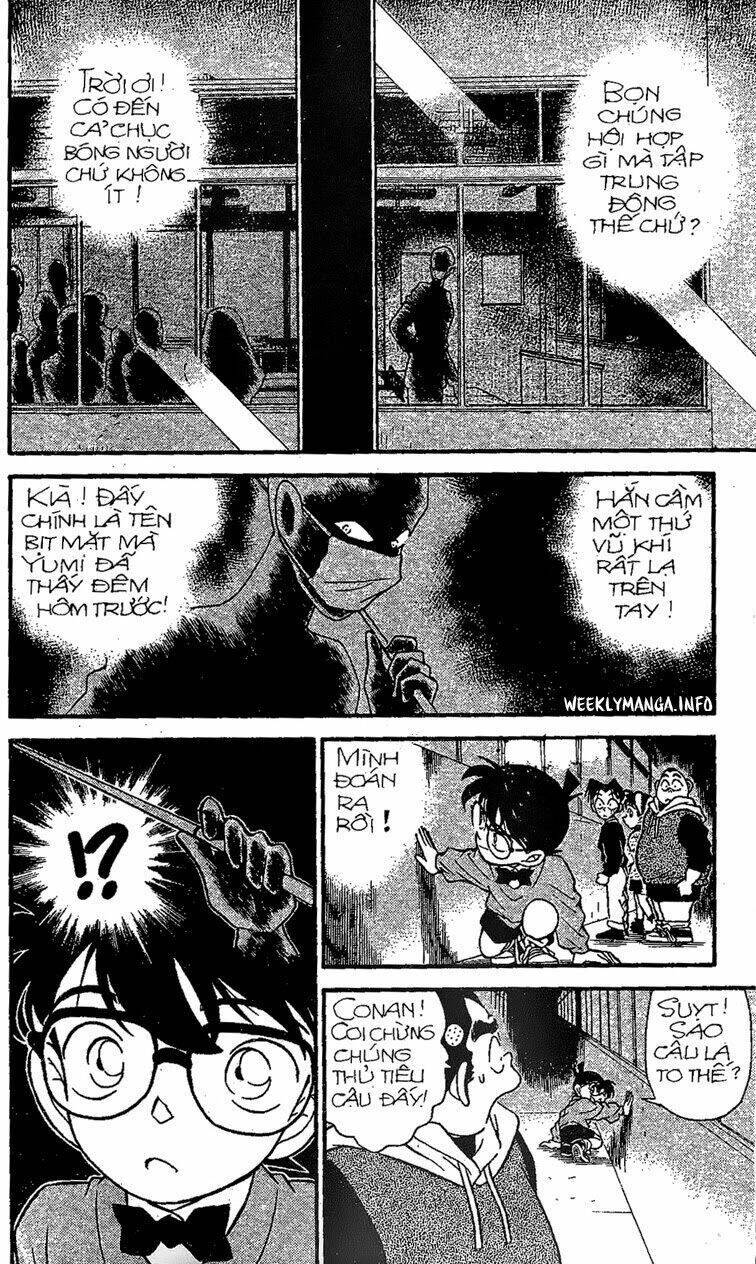 TRỜI ƠI!
CÓ ĐẾN
CẢ CHỤC
BÓNG NGƯỜI
CHỨ KHÔNG
ÍT!
BỌN
CHÚNG
HỘI HỌP
GÌ MÀ TẬP
TRUNG
ĐÔNG
THẾ CHỨ?
KÌA! ĐẤY
CHÍNH LÀ TÊN
BỊT MẶT MÀ
YUMI ĐÃ
THẤY ĐÊM
HÔM TRƯỚC!
HẮN CẦM
MỘT THỨ
VŨ KHÍ
RẤT LẠ
TRÊN
TAY!
WEEKLYMANGA.INFO
!?
MÌNH
ĐOÁN
RA
RỒI!
CONAN!
COI CHỪNG
CHÚNG
THỦ TIÊU
CẬU ĐẤY!
SUYT!
SAO
CẬU LA
TO THẾ?